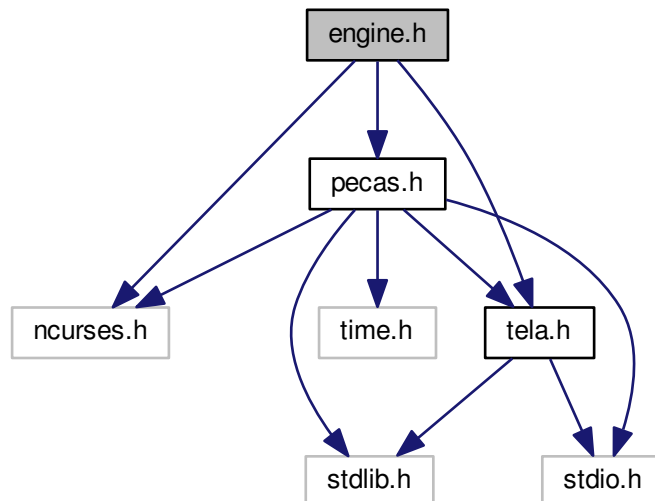 engine.h
pecas.h
ncurses.h
time.h
tela.h
stdlib.h
stdio.h